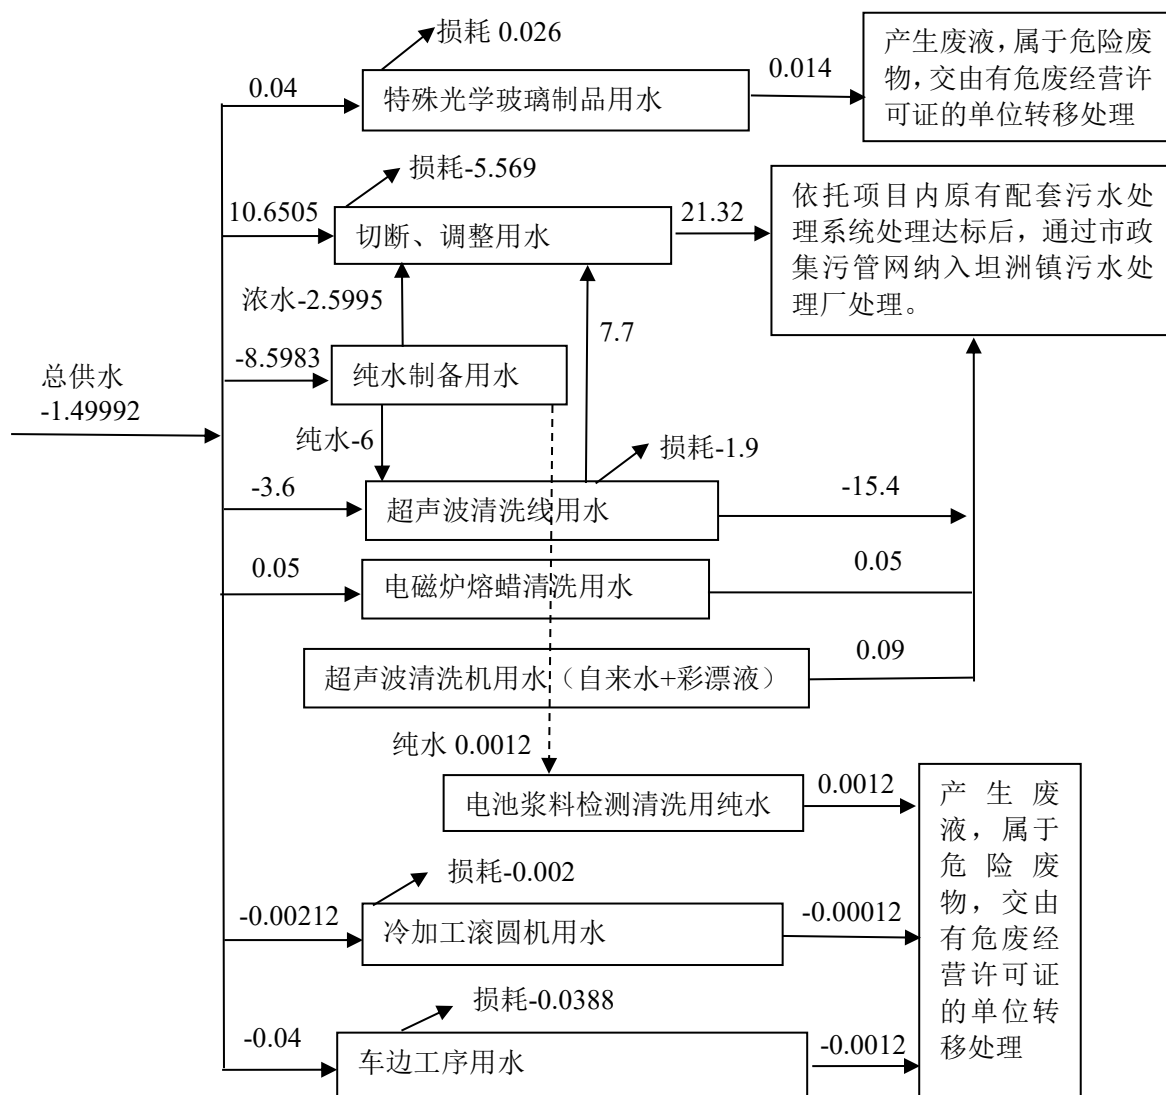 损耗 0.026
0.04
特殊光学玻璃制品用水
0.014
产生废液，属于危险废
物，交由有危废经营许
可证的单位转移处理
损耗-5.569
10.6505
切断、调整用水
21.32
依托项目内原有配套污水处
理系统处理达标后，通过市政
集污管网纳入坦洲镇污水处
理厂处理。
浓水-2.5995
7.7
-8.5983
纯水制备用水
总供水
-1.49992
纯水-6
损耗-1.9
-3.6
超声波清洗线用水
-15.4
0.05
电磁炉熔蜡清洗用水
0.05
超声波清洗机用水（自来水+彩漂液）
0.09
纯水 0.0012
电池浆料检测清洗用纯水
0.0012
产生废
液，属于
危险废
物，交由
有危废经
营许可证
的单位转
移处理
损耗-0.002
-0.00212
冷加工滚圆机用水
-0.00012
损耗-0.0388
-0.04
车边工序用水
-0.0012